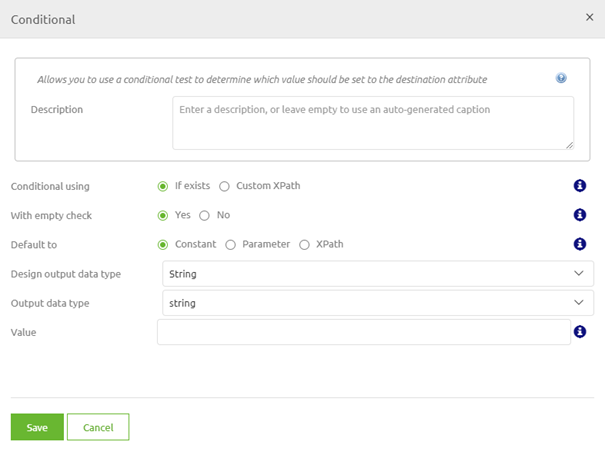 Conditional
×
Allows you to use a conditional test to determine which value should be set to the destination attribute
?
Description
Enter a description, or leave empty to use an auto-generated caption
Conditional using If exists Custom XPath i
With empty check Yes No i
Default to Constant Parameter XPath i
Design output data type String
Output data type string
Value i
Save Cancel